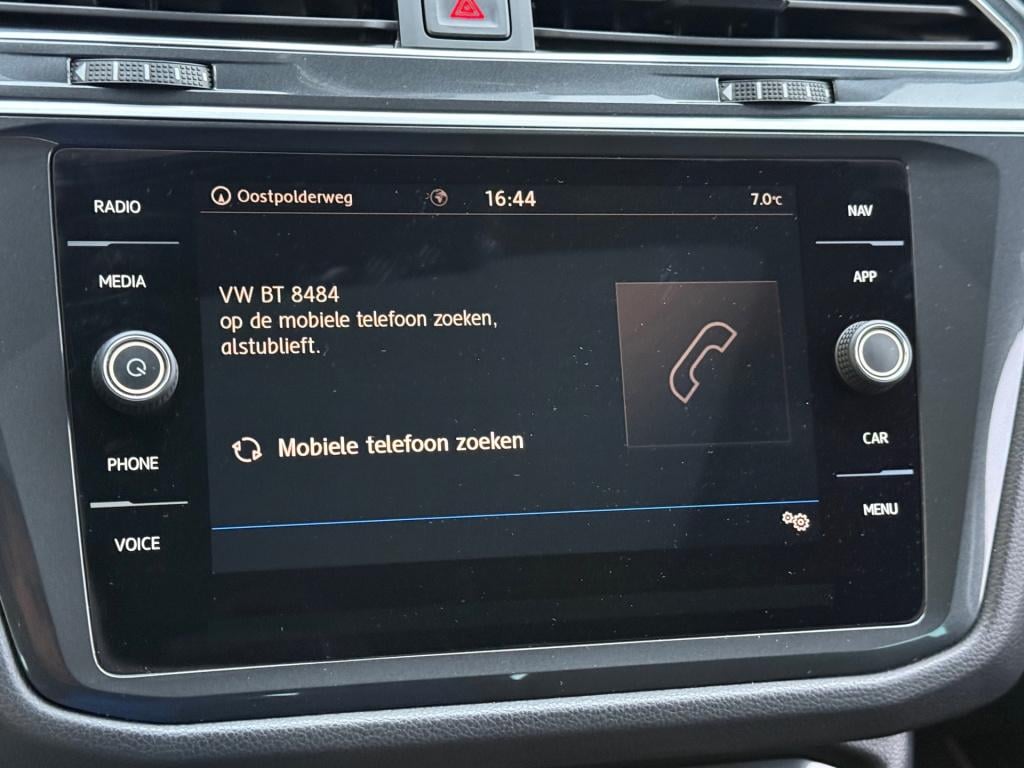 Oostpolderweg 16:44 7.0°C
RADIO
MEDIA
PHONE
VOICE
VW BT 8484
op de mobiele telefoon zoeken,
alstublieft.
Mobiele telefoon zoeken
NAV
APP
CAR
MENU